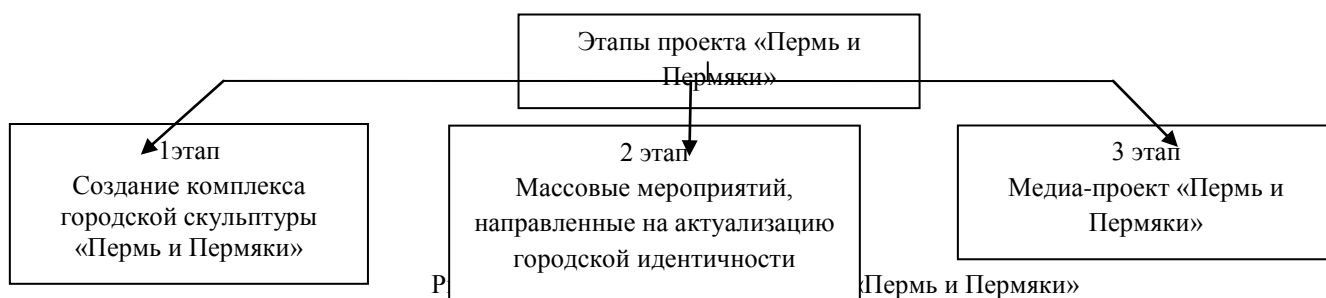 Этапы проекта «Пермь и
Пермяки»
1этап
Создание комплекса
городской скульптуры
«Пермь и Пермяки»
2 этап
Массовые мероприятий,
направленные на актуализацию
городской идентичности
3 этап
Медиа-проект «Пермь и
Пермяки»
«Пермь и Пермяки»